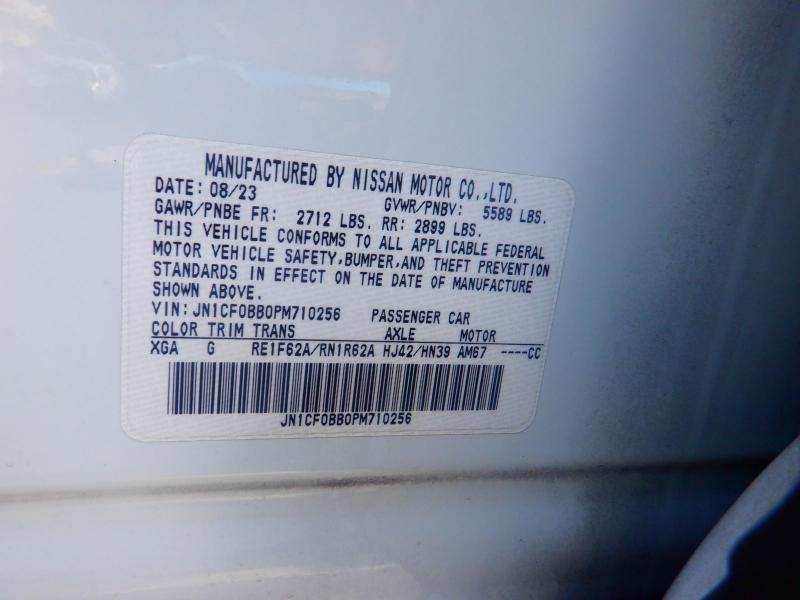 MANUFACTURED BY NISSAN MOTOR CO.,LTD.
DATE: 08/23 GVWR/PNBV: 5589 LBS.
GAWR/PNBE FR: 2712 LBS. RR: 2899 LBS.
THIS VEHICLE CONFORMS TO ALL APPLICABLE FEDERAL
MOTOR VEHICLE SAFETY,BUMPER,AND THEFT PREVENTION
STANDARDS IN EFFECT ON THE DATE OF MANUFACTURE
SHOWN ABOVE.
VIN:JN1CF0BB0PM710256 PASSENGER CAR
COLOR TRIM TRANS AXLE MOTOR
XGA G RE1F62A/RN1R62A HJ42/HN39 AM67 ----CC
JN1CF0BB0PM710256